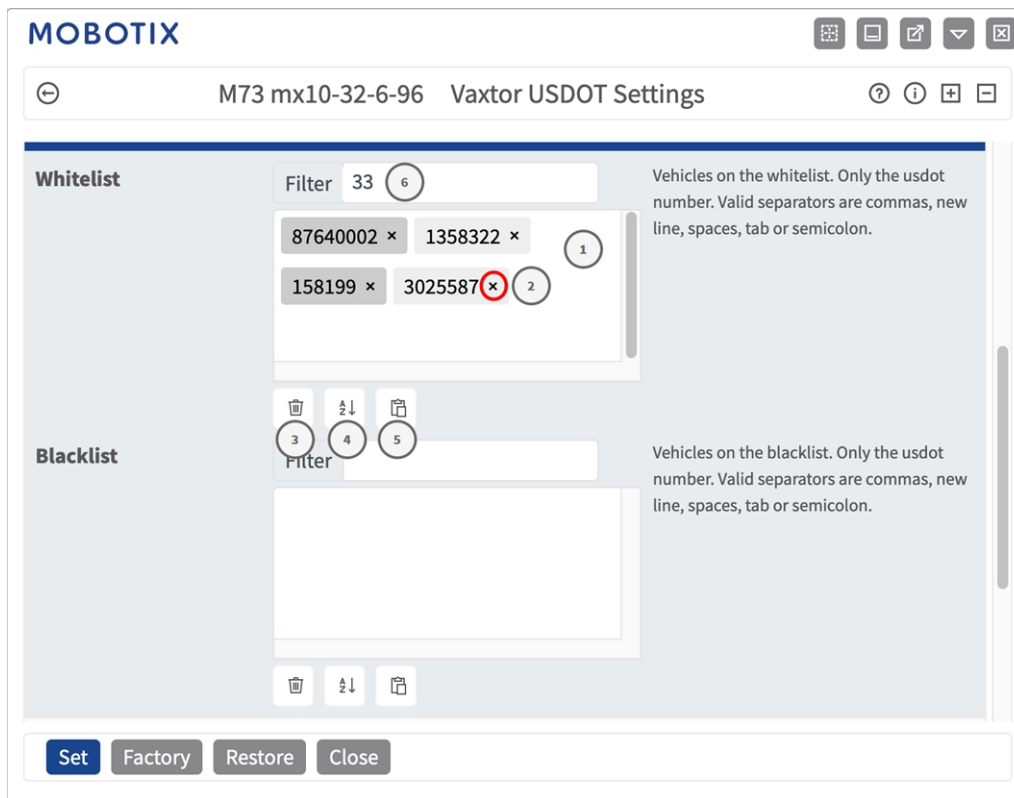 MOBOTIX
M73 mx10-32-6-96 Vaxtor USDOT Settings
Whitelist
Filter 33 6
Vehicles on the whitelist. Only the usdot
number. Valid separators are commas, new
line, spaces, tab or semicolon.
87640002 × 1358322 ×
1
158199 × 3025587 × 2
3 4 5
Blacklist
Filter
Vehicles on the blacklist. Only the usdot
number. Valid separators are commas, new
line, spaces, tab or semicolon.
Set Factory Restore Close